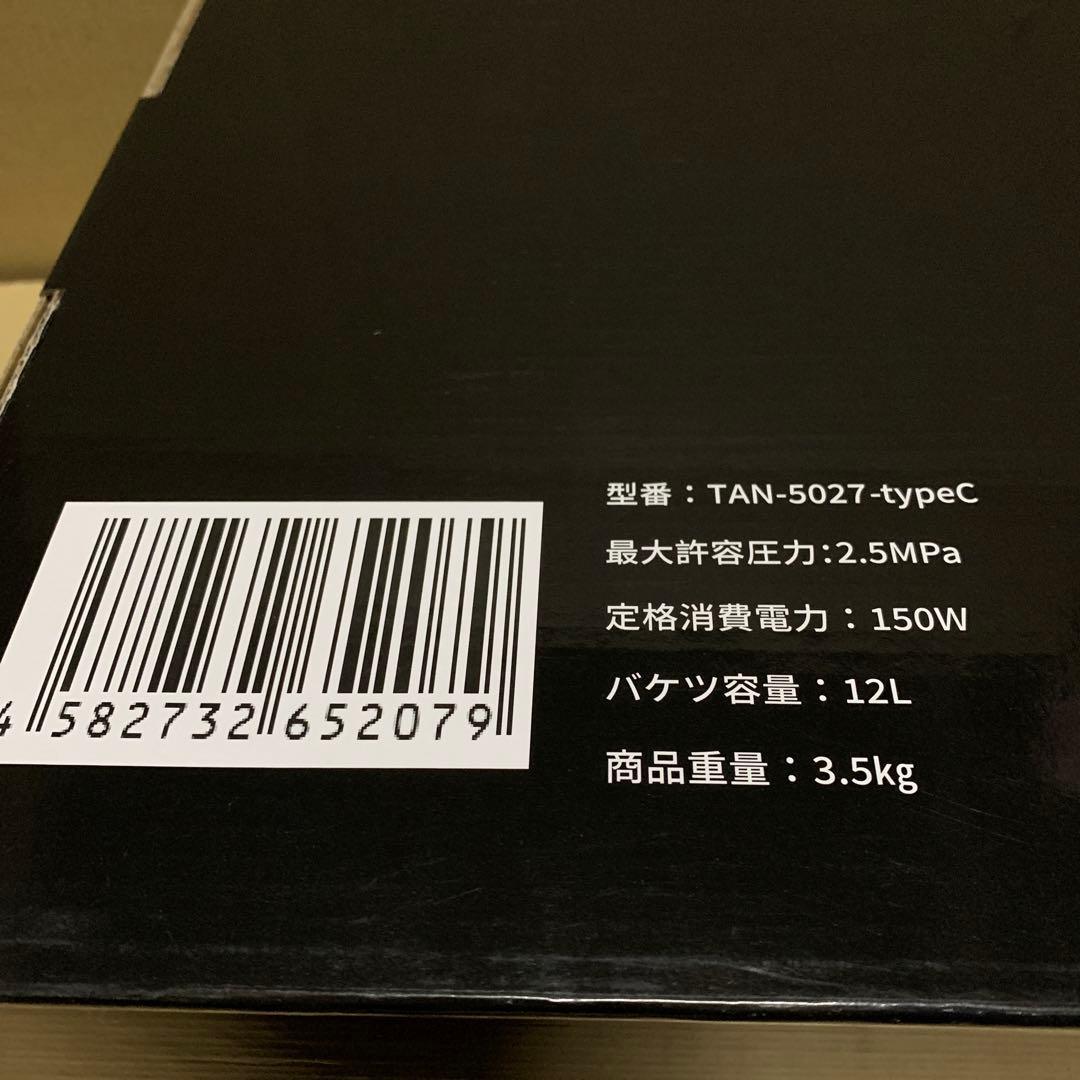 型番：TAN-5027-typeC
最大許容圧力:2.5MPa
定格消費電力：150W
バケツ容量：12L
商品重量：3.5kg
4 582732 652079